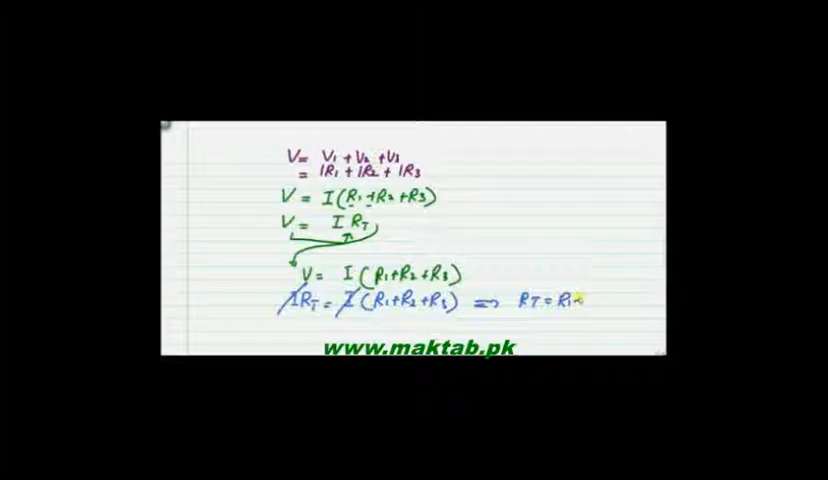 V = V1 + V2 + V3
= IR1 + IR2 + IR3
V = I (R1 + R2 + R3)
V = I RT
V = I (R1 + R2 + R3)
IRT = I (R1 + R2 + R3) ⇒ RT = R1+
www.maktab.pk